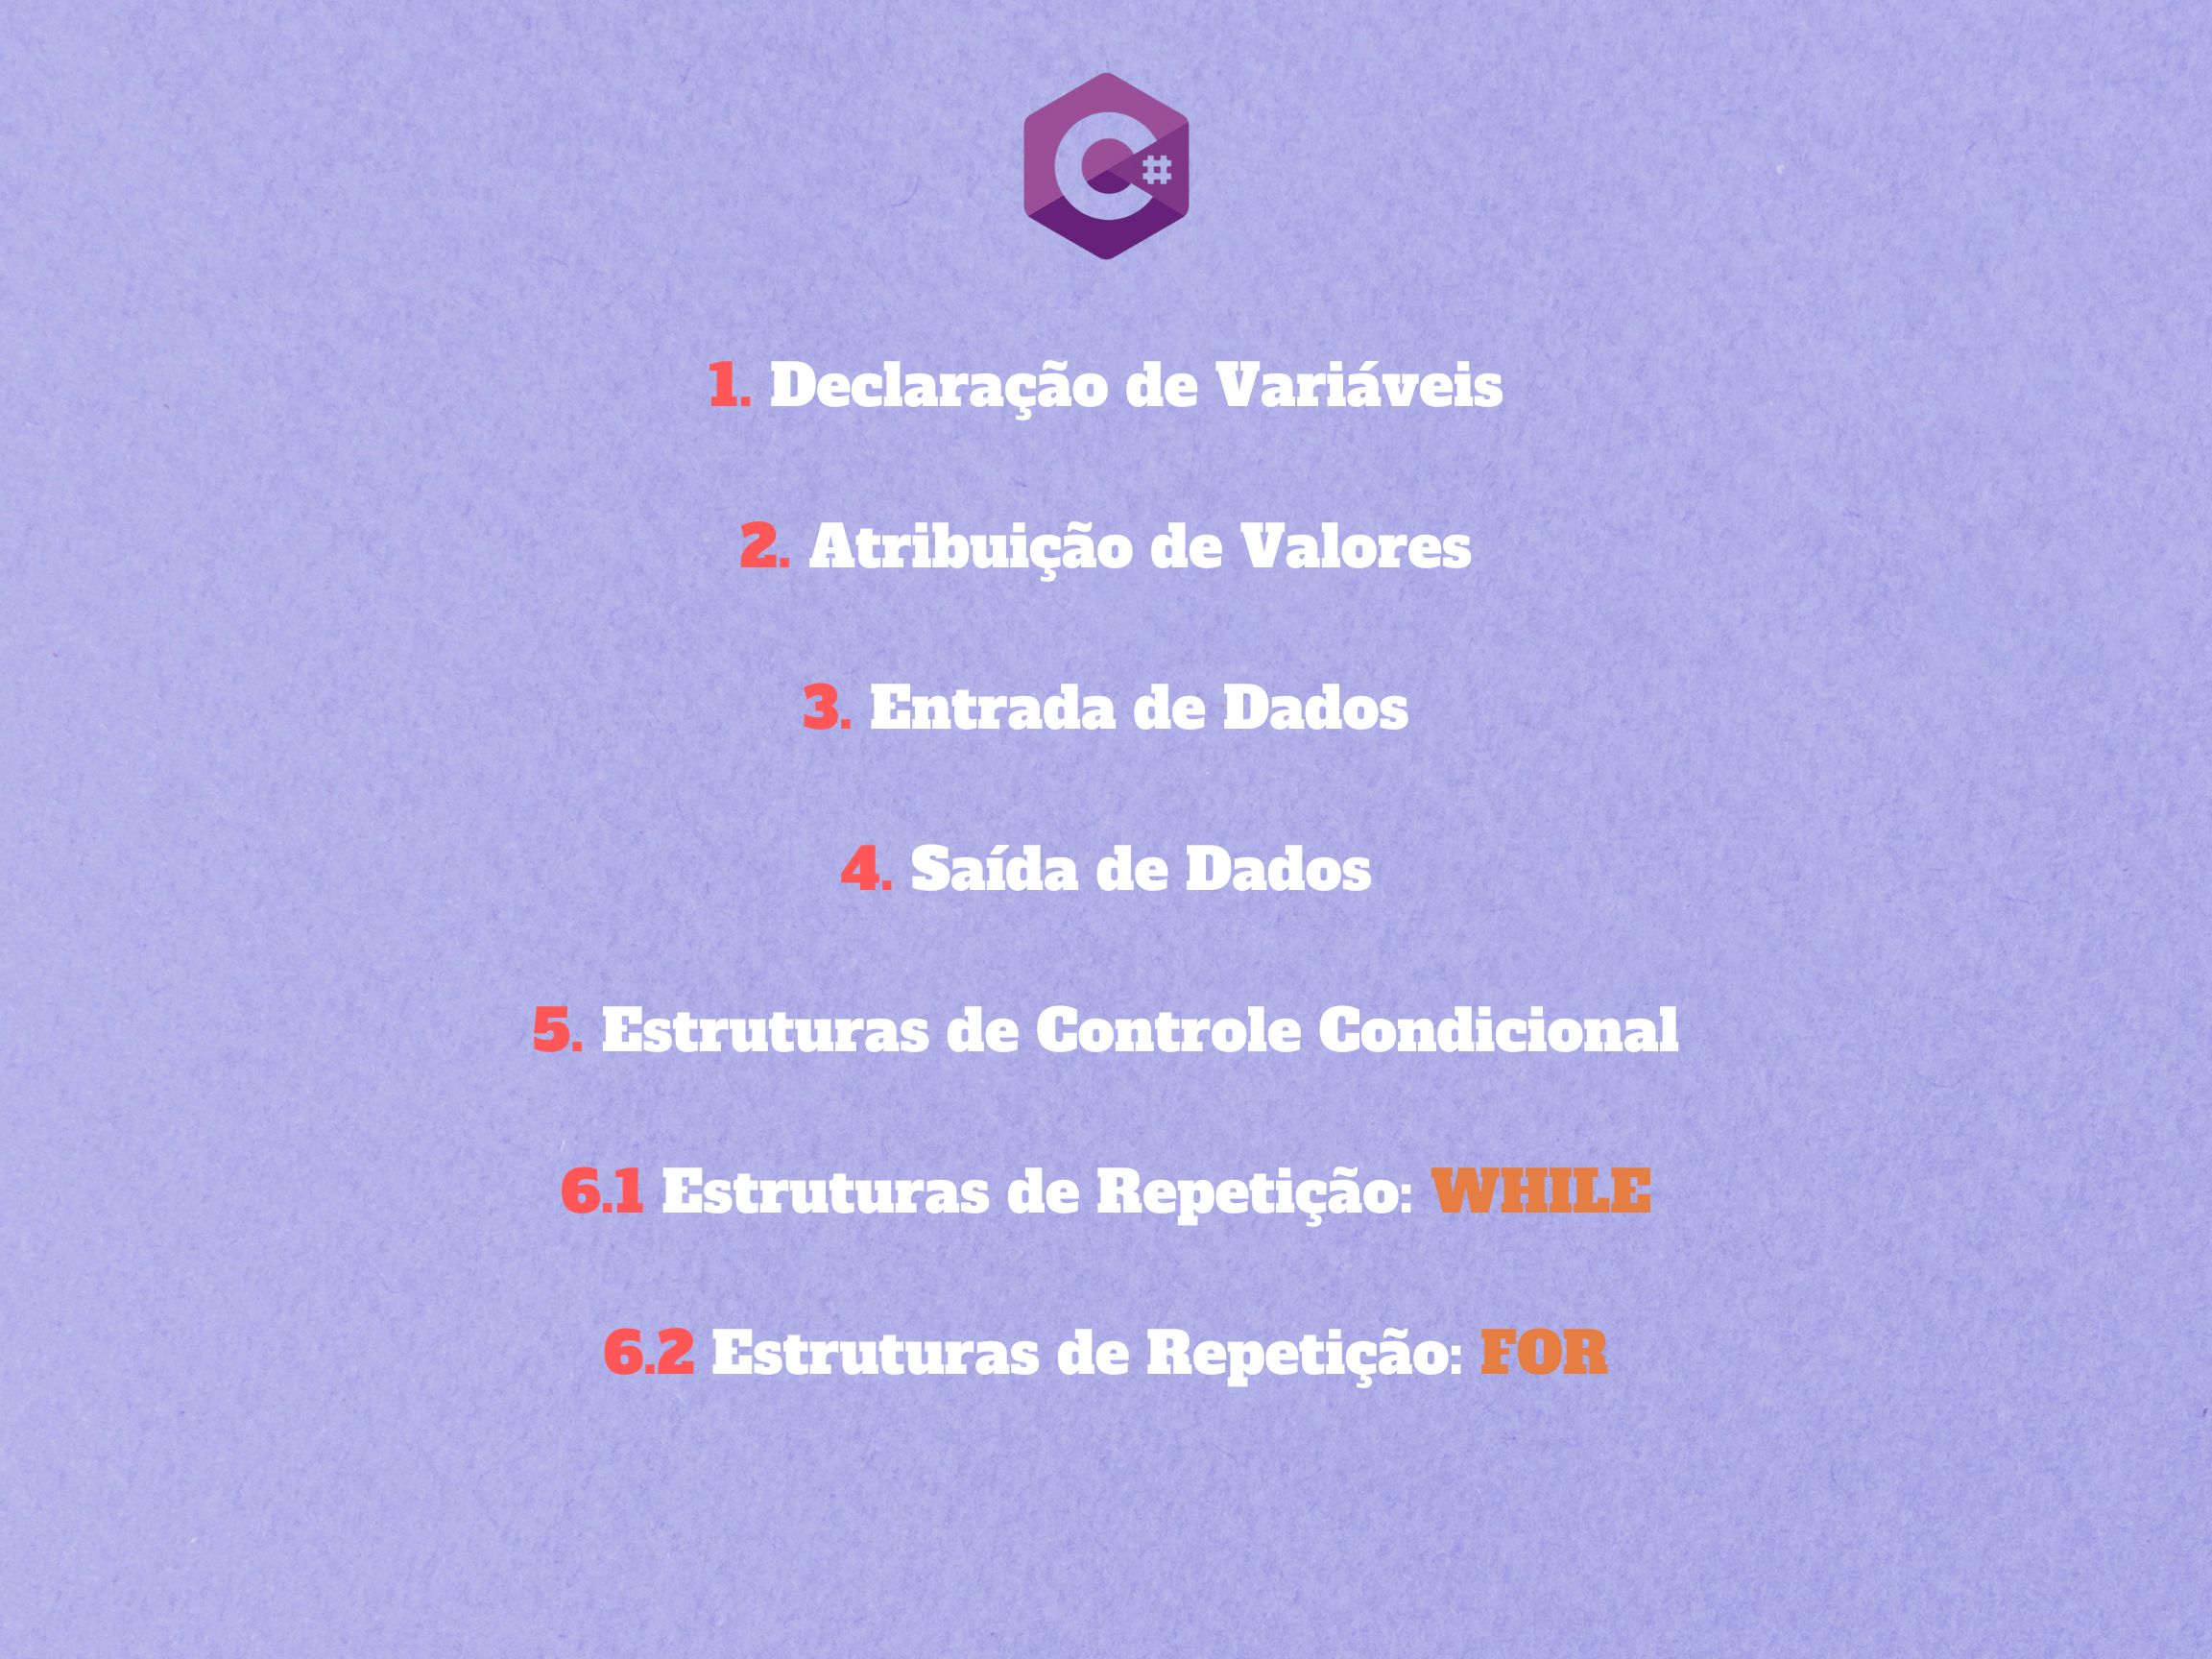 C#
1. Declaração de Variáveis
2. Atribuição de Valores
3. Entrada de Dados
4. Saída de Dados
5. Estruturas de Controle Condicional
6.1 Estruturas de Repetição: WHILE
6.2 Estruturas de Repetição: FOR